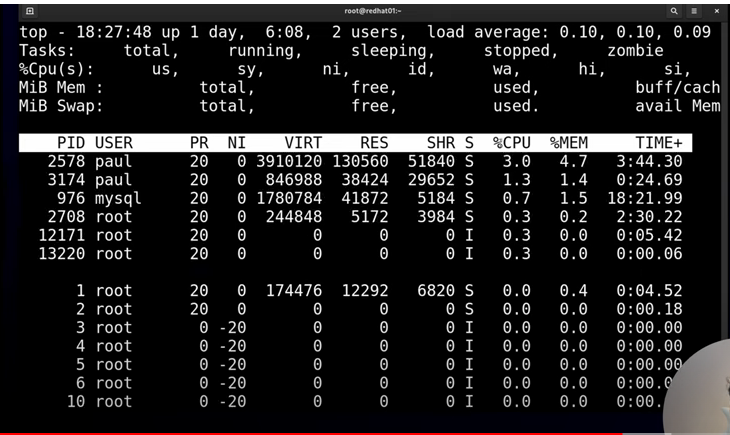 root@redhat01:~
top - 18:27:48 up 1 day,  6:08,  2 users,  load average: 0.10, 0.10, 0.09
Tasks:     total,     running,     sleeping,     stopped,     zombie
%Cpu(s):     us,     sy,     ni,     id,     wa,     hi,     si,
MiB Mem :     total,     free,     used,     buff/cach
MiB Swap:     total,     free,     used.     avail Mem
PID USER PR NI VIRT RES SHR S %CPU %MEM TIME+
2578 paul 20 0 3910120 130560 51840 S 3.0 4.7 3:44.30
3174 paul 20 0 846988 38424 29652 S 1.3 1.4 0:24.69
976 mysql 20 0 1780784 41872 5184 S 0.7 1.5 18:21.99
2708 root 20 0 244848 5172 3984 S 0.3 0.2 2:30.22
12171 root 20 0 0 0 0 I 0.3 0.0 0:05.42
13220 root 20 0 0 0 0 I 0.3 0.0 0:00.06
1 root 20 0 174476 12292 6820 S 0.0 0.4 0:04.52
2 root 20 0 0 0 0 S 0.0 0.0 0:00.18
3 root 0 -20 0 0 0 I 0.0 0.0 0:00.00
4 root 0 -20 0 0 0 I 0.0 0.0 0:00.00
5 root 0 -20 0 0 0 I 0.0 0.0 0:00.00
6 root 0 -20 0 0 0 I 0.0 0.0 0:00.
10 root 0 -20 0 0 0 I 0.0 0.0 0:00.